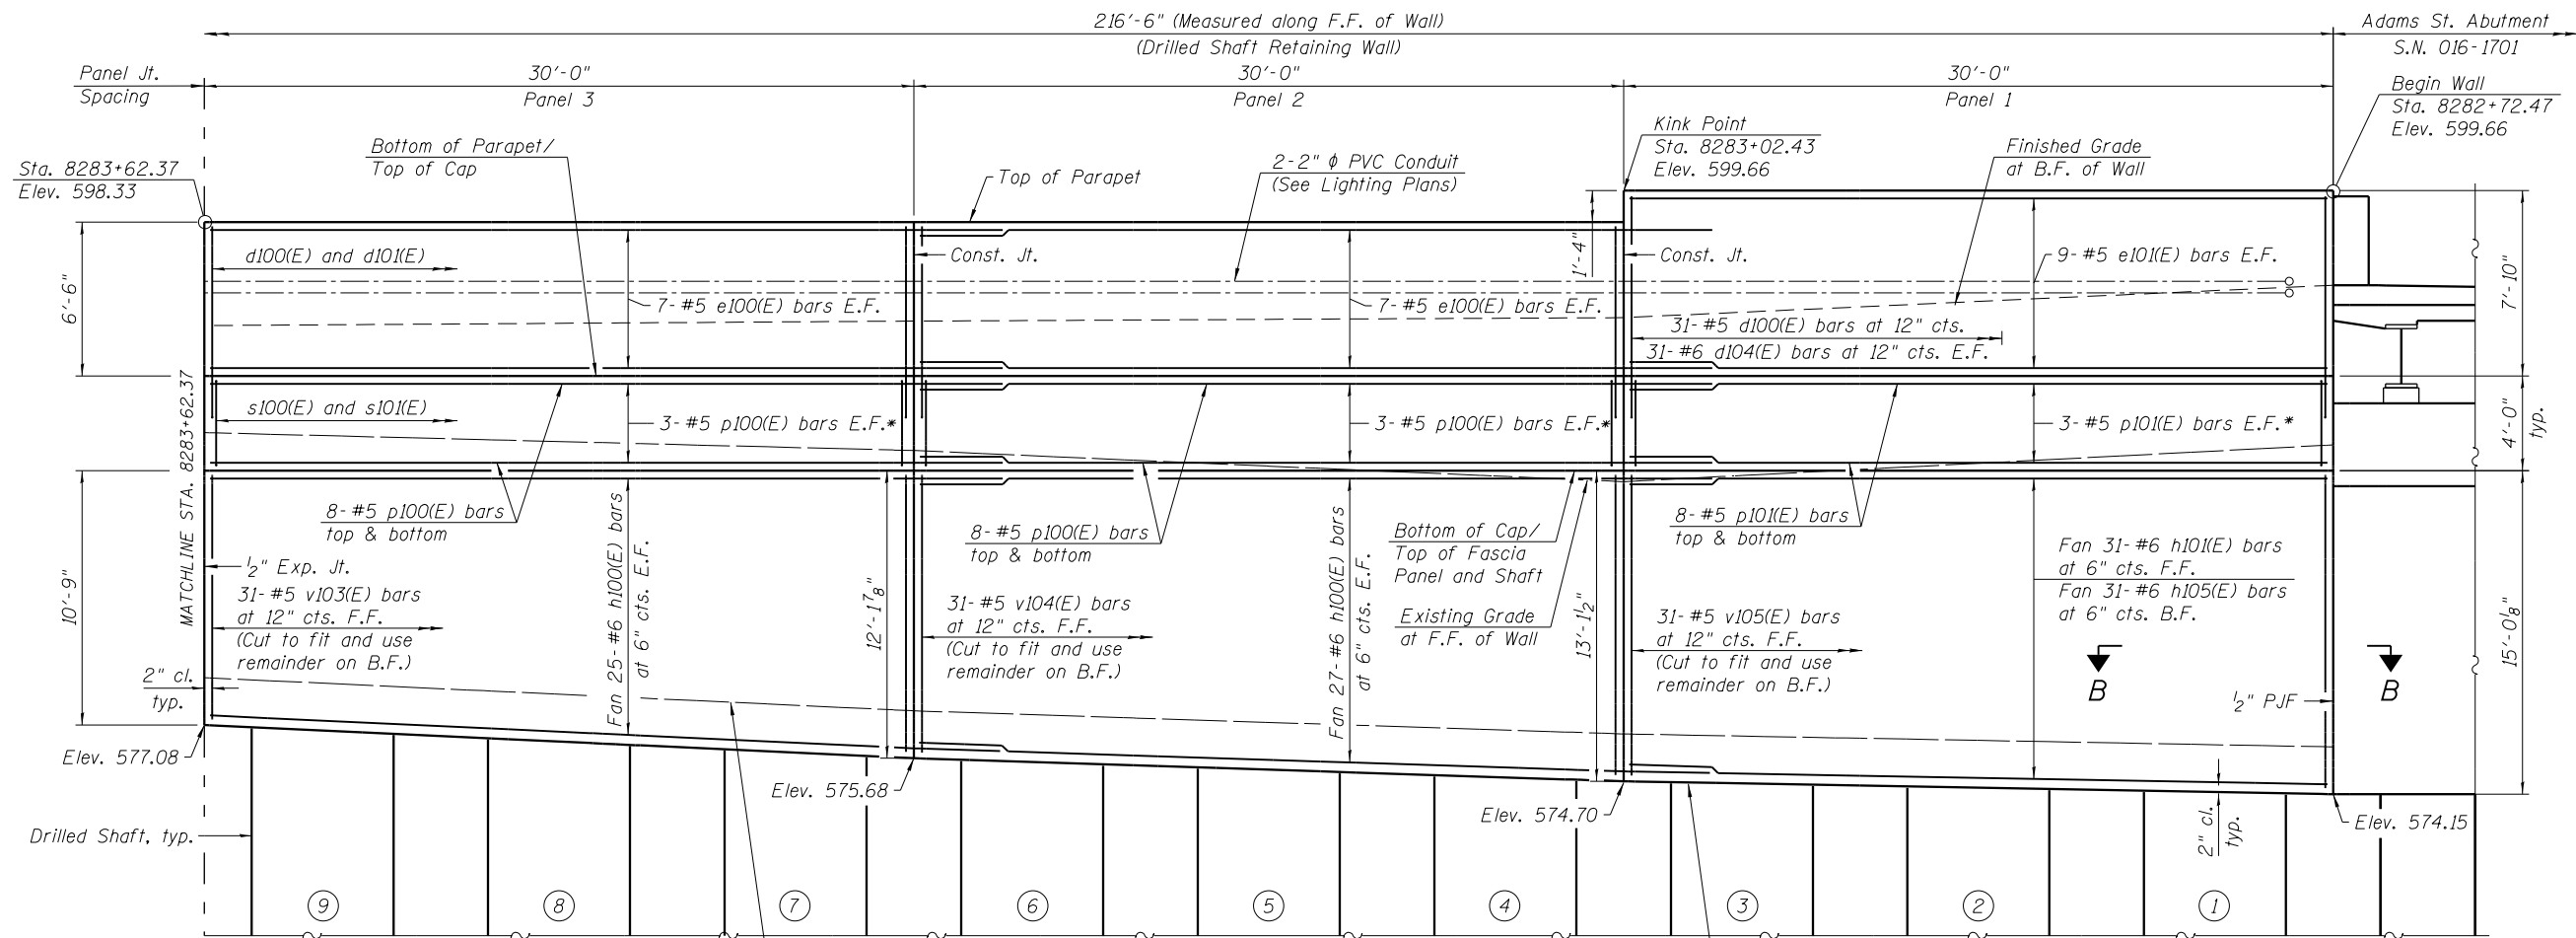 216'-6" (Measured along F.F. of Wall)
(Drilled Shaft Retaining Wall)
Adams St. Abutment
S.N. 016-1701
Panel Jt.
Spacing
30'-0"
Panel 3
30'-0"
Panel 2
30'-0"
Panel 1
Begin Wall
Sta. 8282+72.47
Elev. 599.66
Kink Point
Sta. 8283+02.43
Elev. 599.66
Finished Grade
at B.F. of Wall
Bottom of Parapet/
Top of Cap
Sta. 8283+62.37
Elev. 598.33
Top of Parapet
2-2" ϕ PVC Conduit
(See Lighting Plans)
d100(E) and d101(E)
Const. Jt.
1'-4"
Const. Jt.
9-#5 e101(E) bars E.F.
6'-6"
7-#5 e100(E) bars E.F.
7-#5 e100(E) bars E.F.
7'-10"
31-#5 d100(E) bars at 12" cts.
31-#6 d104(E) bars at 12" cts. E.F.
MATCHLINE STA. 8283+62.37
s100(E) and s101(E)
3-#5 p100(E) bars E.F.*
3-#5 p100(E) bars E.F.*
3-#5 p101(E) bars E.F.*
4'-0"
typ.
8-#5 p100(E) bars
top & bottom
8-#5 p100(E) bars
top & bottom
Bottom of Cap/
Top of Fascia
Panel and Shaft
8-#5 p101(E) bars
top & bottom
10'-9"
1/2" Exp. Jt.
31-#5 v103(E) bars
at 12" cts. F.F.
(Cut to fit and use
remainder on B.F.)
Fan 25-#6 h100(E) bars
at 6" cts. E.F.
12'-1 7/8"
31-#5 v104(E) bars
at 12" cts. F.F.
(Cut to fit and use
remainder on B.F.)
Fan 27-#6 h100(E) bars
at 6" cts. E.F.
Existing Grade
at F.F. of Wall
13'-1 1/2"
31-#5 v105(E) bars
at 12" cts. F.F.
(Cut to fit and use
remainder on B.F.)
Fan 31-#6 h101(E) bars
at 6" cts. F.F.
Fan 31-#6 h105(E) bars
at 6" cts. B.F.
15'-0 1/8"
B
B
2" cl.
typ.
1/2" PJF
Elev. 577.08
Elev. 575.68
Elev. 574.70
Elev. 574.15
2" cl.
typ.
Drilled Shaft, typ.
9
8
7
6
5
4
3
2
1